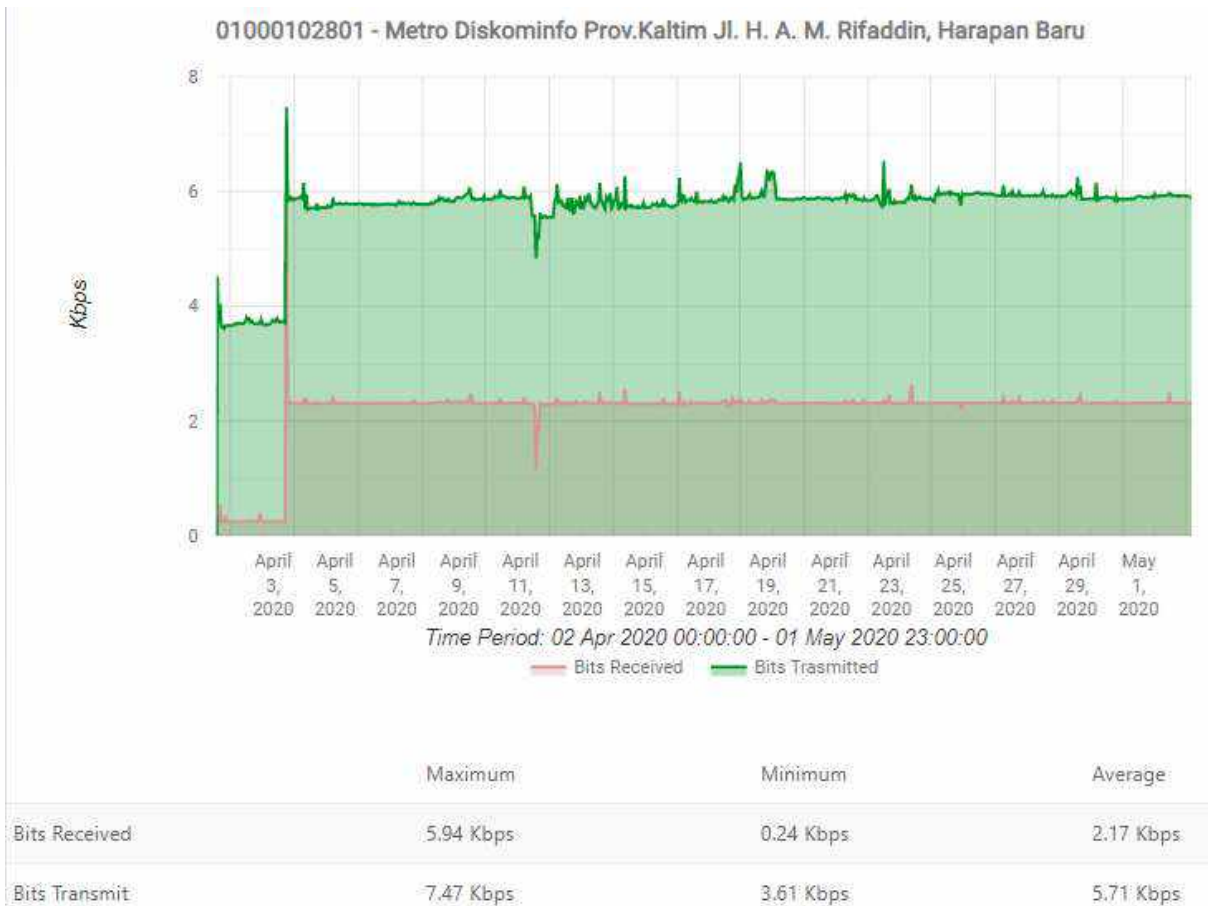 01000102801 - Metro Diskominfo Prov.Kaltim Jl. H. A. M. Rifaddin, Harapan Baru
8
6
4
2
0
Kbps
April April April April April April April April April April April April April April May
3, 5, 7, 9, 11, 13, 15, 17, 19, 21, 23, 25, 27, 29, 1,
2020 2020 2020 2020 2020 2020 2020 2020 2020 2020 2020 2020 2020 2020 2020
Time Period: 02 Apr 2020 00:00:00 - 01 May 2020 23:00:00
Bits Received Bits Trasmitted
Maximum Minimum Average
Bits Received 5.94 Kbps 0.24 Kbps 2.17 Kbps
Bits Transmit 7.47 Kbps 3.61 Kbps 5.71 Kbps